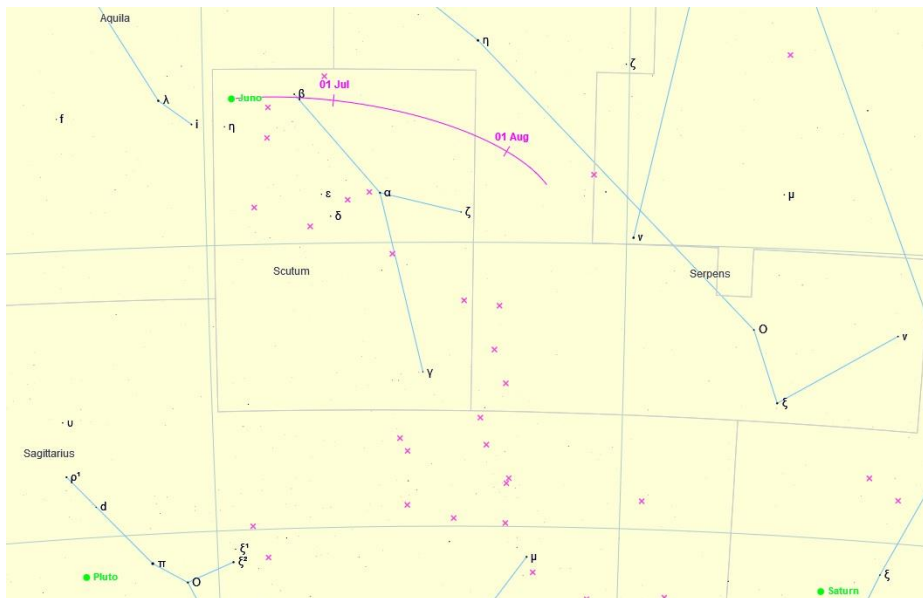 Aquila
η
ζ
01 Jul
β
Juno
λ
f
i
η
01 Aug
ε
α
μ
δ
ζ
ν
Scutum
Serpens
Ο
ν
γ
ξ
υ
Sagittarius
ρ¹
d
ξ¹
μ
ξ²
π
Pluto
Ο
ξ
Saturn